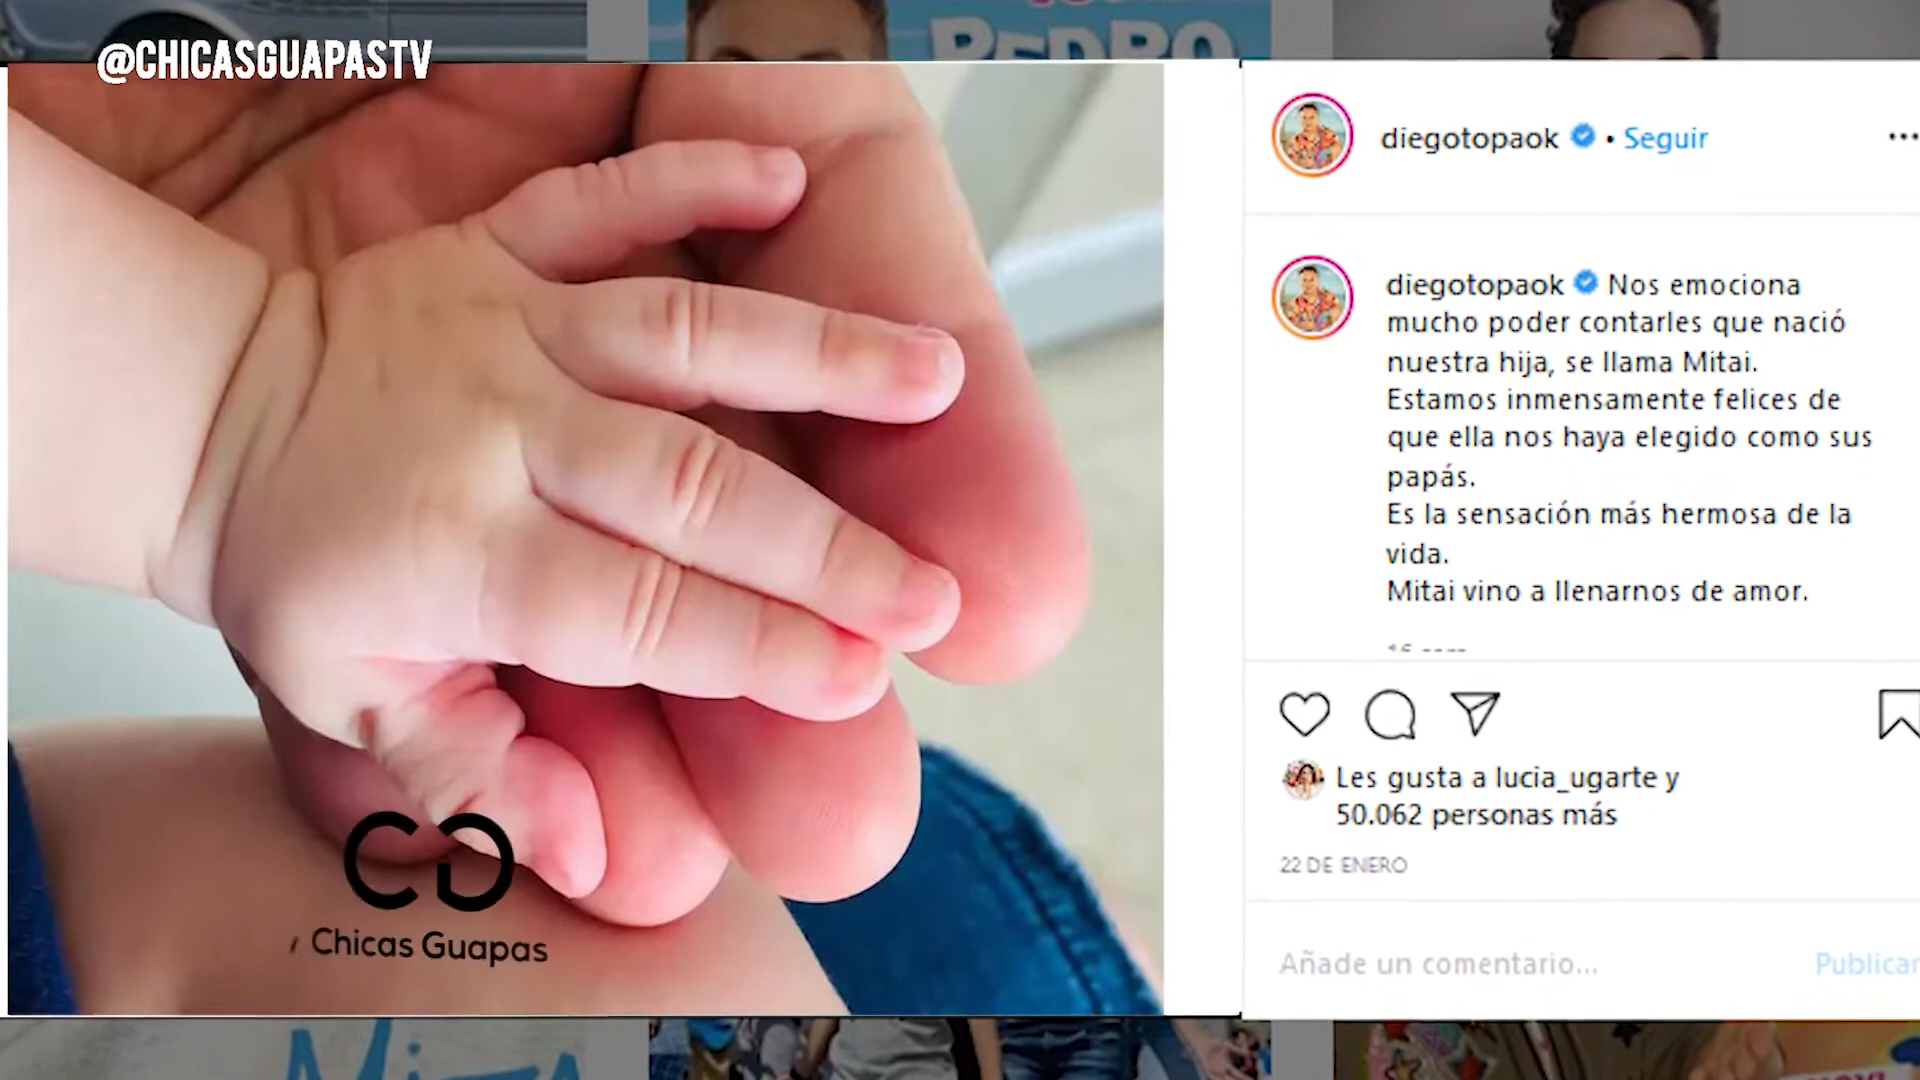 @CHICASGUAPASTV
PEDRO
diegotopaok • Seguir
diegotopaok Nos emociona
mucho poder contarles que nació
nuestra hija, se llama Mitai.
Estamos inmensamente felices de
que ella nos haya elegido como sus
papás.
Es la sensación más hermosa de la
vida.
Mitai vino a llenarnos de amor.
Les gusta a lucia_ugarte y
50.062 personas más
22 DE ENERO
Añade un comentario...
Publicar
CG
Chicas Guapas